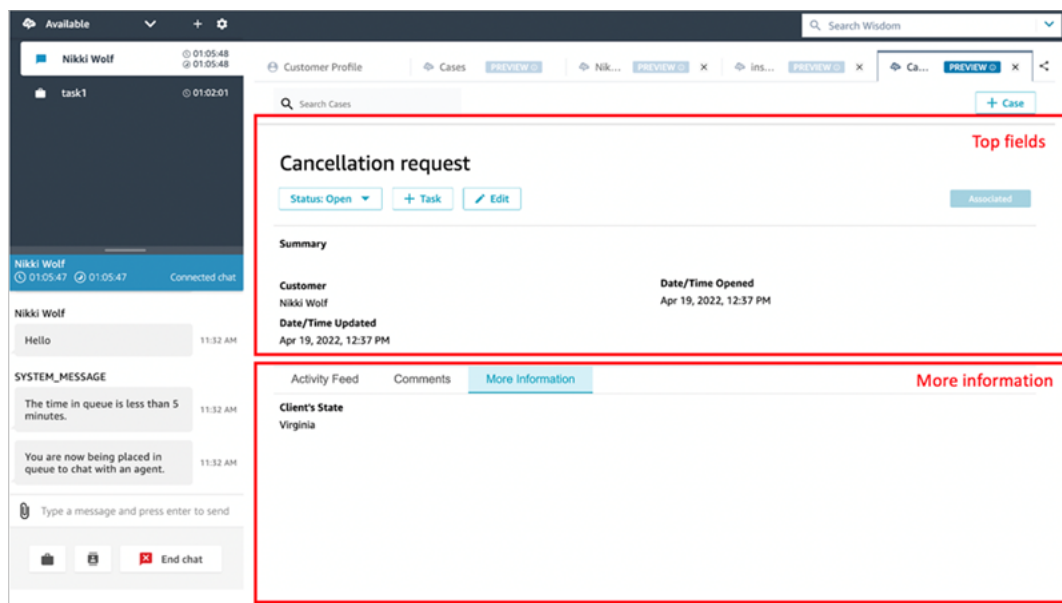 Available
Search Wisdom
Nikki Wolf
01:05:48
01:05:48
task1
01:02:01
Customer Profile
Cases
PREVIEW
Nik...
PREVIEW
ins...
PREVIEW
Ca...
PREVIEW
Search Cases
+ Case
Top fields
Cancellation request
Status: Open
+ Task
Edit
Associated
Summary
Customer
Nikki Wolf
Date/Time Opened
Apr 19, 2022, 12:37 PM
Date/Time Updated
Apr 19, 2022, 12:37 PM
Nikki Wolf
01:05:47 01:05:47 Connected chat
Nikki Wolf
Hello
11:32 AM
SYSTEM_MESSAGE
The time in queue is less than 5
minutes.
11:32 AM
You are now being placed in
queue to chat with an agent.
11:32 AM
Type a message and press enter to send
End chat
Activity Feed
Comments
More Information
More information
Client's State
Virginia